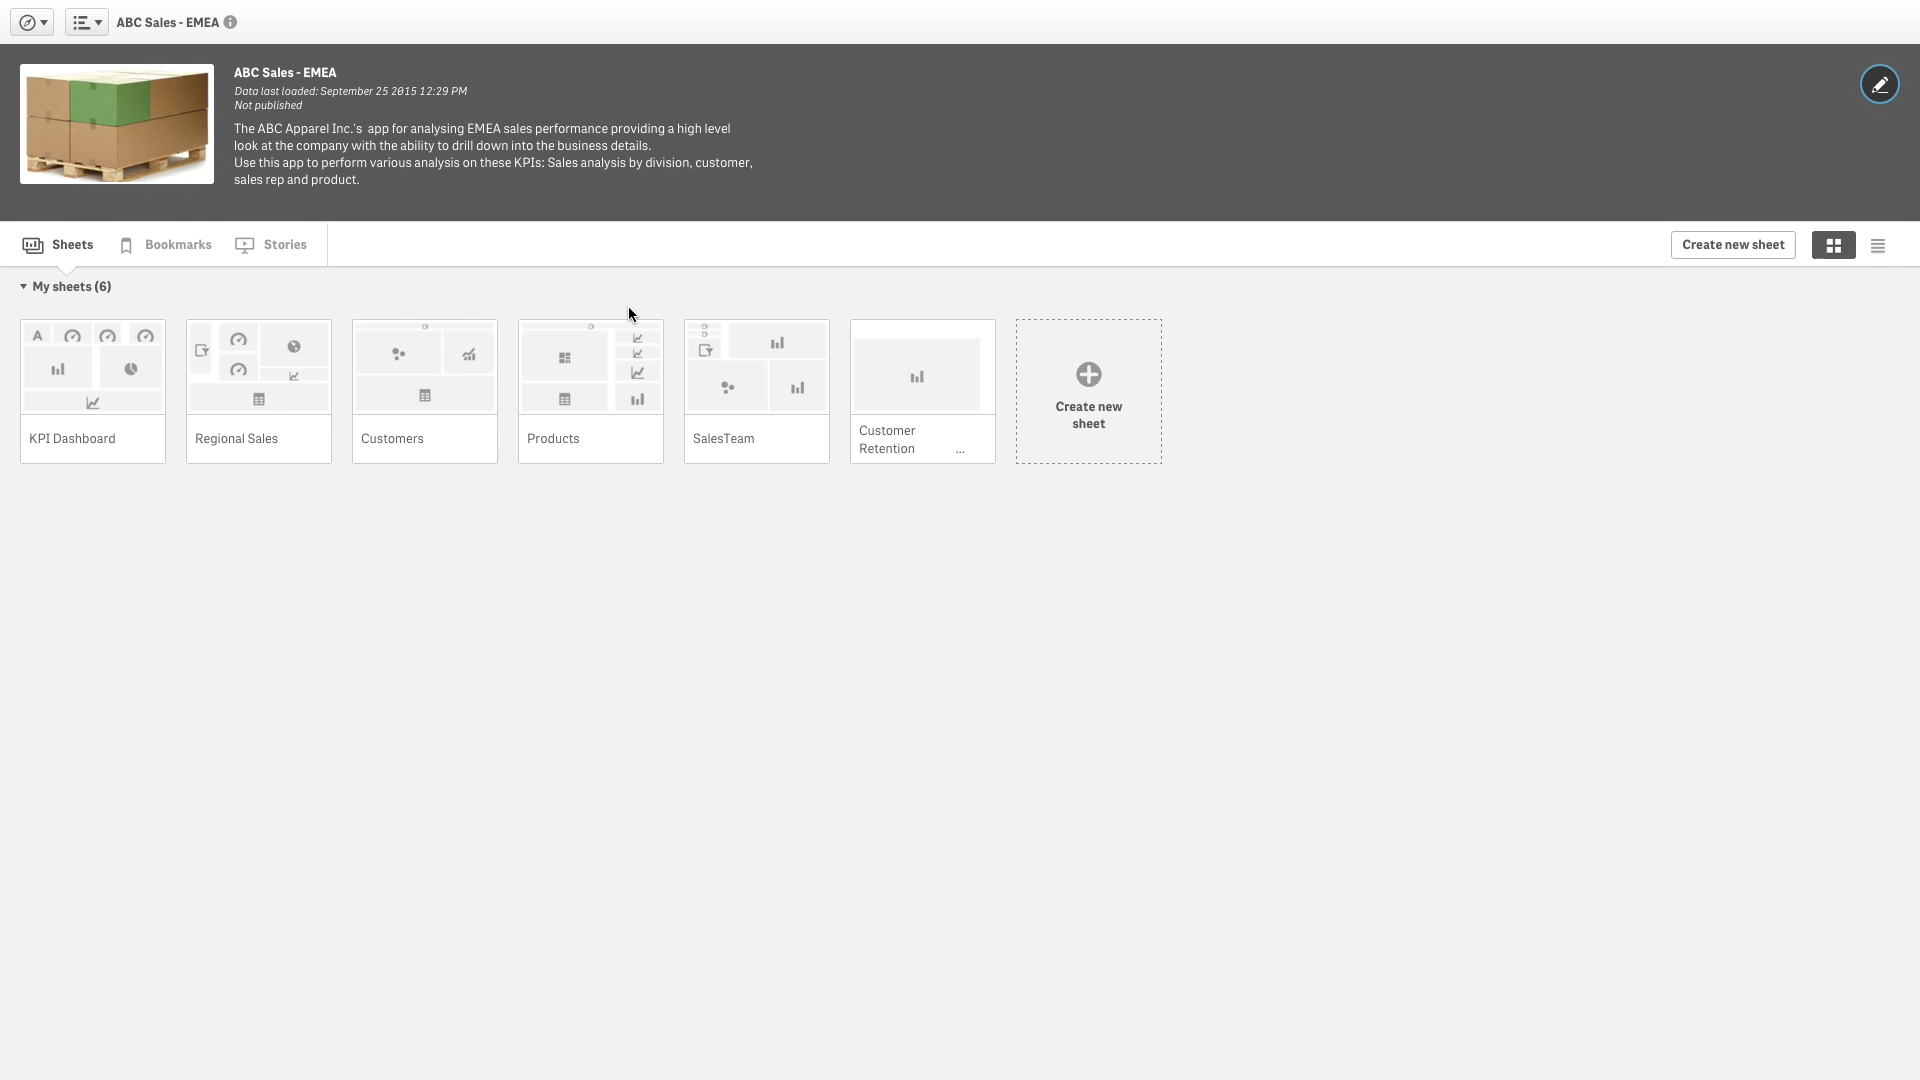 ABC Sales - EMEA
ABC Sales - EMEA
Data last loaded: September 25 2015 12:29 PM
Not published
The ABC Apparel Inc.'s  app for analysing EMEA sales performance providing a high level
look at the company with the ability to drill down into the business details.
Use this app to perform various analysis on these KPIs: Sales analysis by division, customer,
sales rep and product.
Sheets
Bookmarks
Stories
Create new sheet
My sheets (6)
A
KPI Dashboard
Regional Sales
Customers
Products
SalesTeam
Customer
Retention ...
Create new
sheet